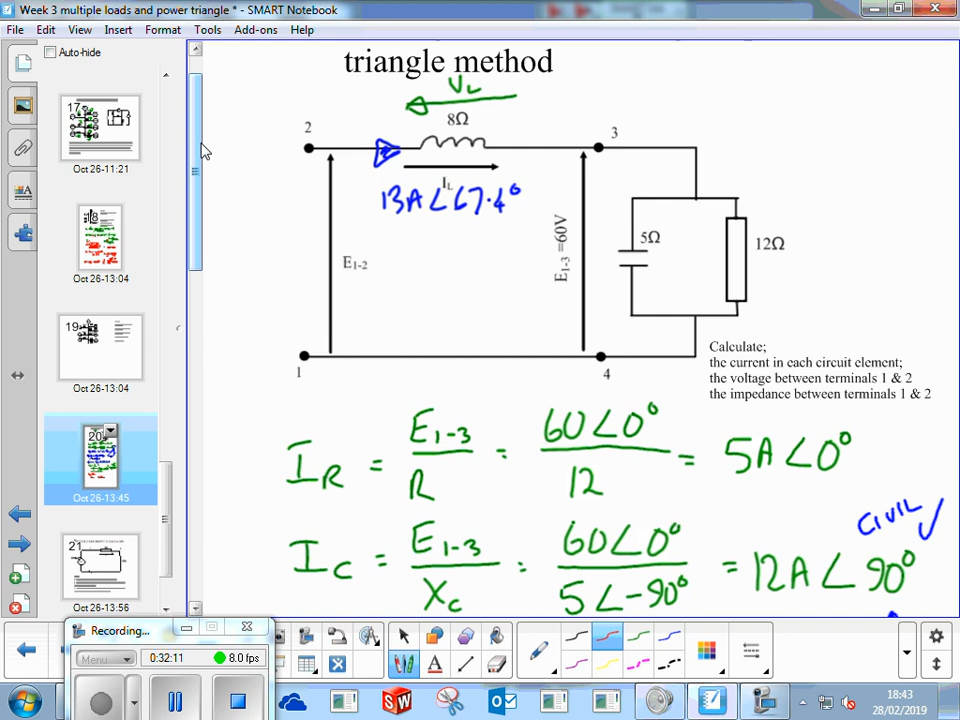 Week 3 multiple loads and power triangle * - SMART Notebook
File Edit View Insert Format Tools Add-ons Help
Auto-hide
17
Oct 26-11:21
18
Oct 26-13:04
19
Oct 26-13:04
20
Oct 26-13:45
21
Oct 26-13:56
triangle method
VL
8Ω
2
3
IL
13A∠67.4°
E1-2
E1-3 =60V
5Ω
12Ω
1
4
Calculate;
the current in each circuit element;
the voltage between terminals 1 & 2
the impedance between terminals 1 & 2
IR = E1-3 / R = 60∠0° / 12 = 5A∠0°
CIVIL ✓
IC = E1-3 / Xc = 60∠0° / 5∠-90° = 12A∠90°
Recording...
Menu
0:32:11
8.0 fps
A
18:43
28/02/2019